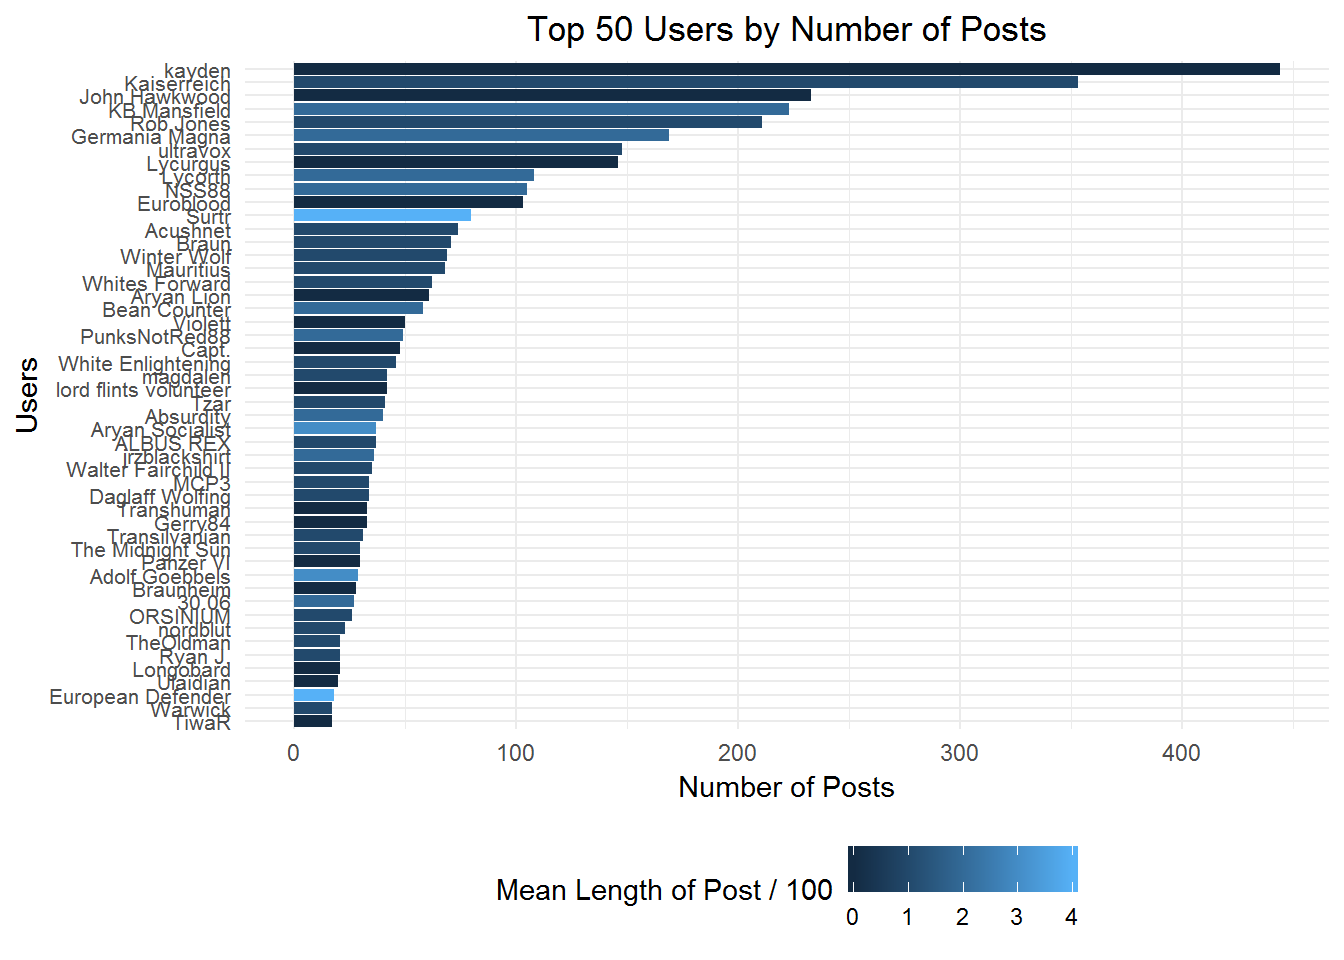 Top 50 Users by Number of Posts
kayden
Kaiserreich
John Hawkwood
KB Mansfield
Rob Jones
Germania Magna
ultravox
Lycurgus
Lycorth
NSS88
Euroblood
Surtr
Acushnet
Braun
Winter Wolf
Mauritius
Whites Forward
Aryan Lion
Bean Counter
Violett
PunksNotRed88
Capt.
White Enlightening
magdalen
lord flints volunteer
Tzar
Absurdity
Aryan Socialist
ALBUS REX
jrzblackshirt
Walter Fairchild II
MCP3
Daglaff Wolfing
Transhuman
Gerry84
Transilvanian
The Midnight Sun
Panzer VI
Adolf Goebbels
Braunheim
30 06
ORSINIUM
nordblut
TheOldman
Ryan J.
Longobard
Ulaidian
European Defender
Warwick
TiwaR
Users
0 100 200 300 400
Number of Posts
Mean Length of Post / 100
0 1 2 3 4